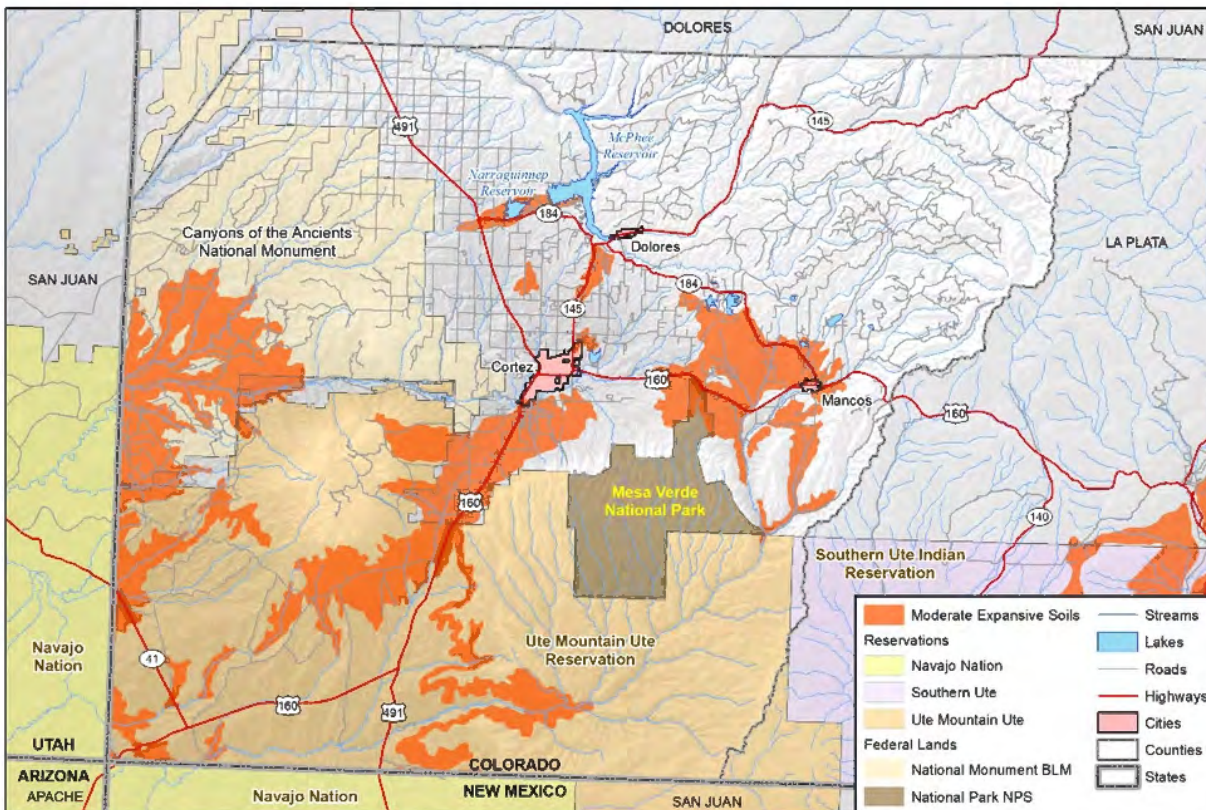 DOLORES
SAN JUAN
491
145
McPhee
Reservoir
Narraguinnep
Reservoir
184
Dolores
Canyons of the Ancients
National Monument
LA PLATA
SAN JUAN
184
145
Cortez
160
Mancos
160
Mesa Verde
National Park
160
140
Southern Ute Indian
Reservation
Navajo
Nation
41
Ute Mountain Ute
Reservation
160
491
UTAH
COLORADO
ARIZONA
NEW MEXICO
APACHE
Navajo Nation
SAN JUAN
Moderate Expansive Soils
Reservations
Navajo Nation
Southern Ute
Ute Mountain Ute
Federal Lands
National Monument BLM
National Park NPS
Streams
Lakes
Roads
Highways
Cities
Counties
States